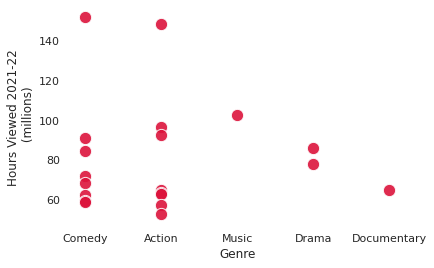 140
120
100
80
60
Hours Viewed 2021-22
(millions)
Comedy Action Music Drama Documentary
Genre